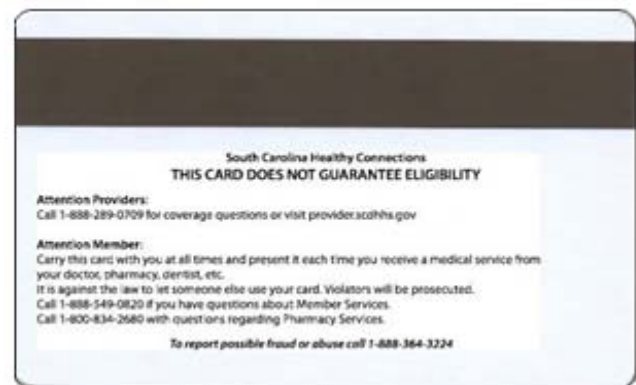 South Carolina Healthy Connections
THIS CARD DOES NOT GUARANTEE ELIGIBILITY
Attention Providers:
Call 1-888-289-0709 for coverage questions or visit provider.scdhhs.gov
Attention Member:
Carry this card with you at all times and present it each time you receive a medical service from
your doctor, pharmacy, dentist, etc.
It is against the law to let someone else use your card. Violators will be prosecuted.
Call 1-888-549-0820 if you have questions about Member Services.
Call 1-800-834-2680 with questions regarding Pharmacy Services.
To report possible fraud or abuse call 1-888-364-3224